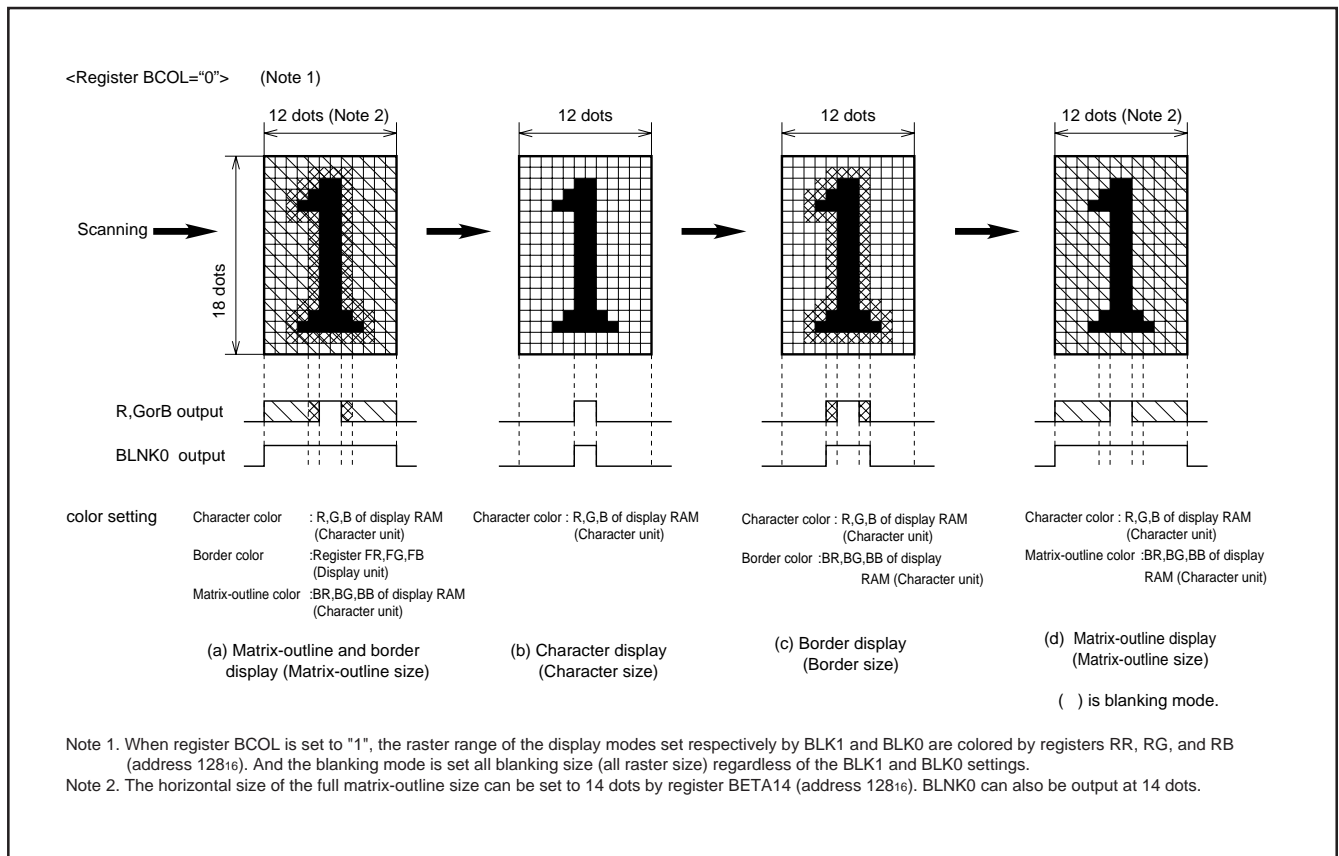 <Register BCOL=“0”> (Note 1)
12 dots (Note 2) 12 dots 12 dots 12 dots (Note 2)
Scanning
18 dots
R,GorB output
BLNK0 output
color setting
Character color : R,G,B of display RAM
(Character unit)
Border color :Register FR,FG,FB
(Display unit)
Matrix-outline color :BR,BG,BB of display RAM
(Character unit)
(a) Matrix-outline and border
display (Matrix-outline size)
Character color : R,G,B of display RAM
(Character unit)
(b) Character display
(Character size)
Character color : R,G,B of display RAM
(Character unit)
Border color :BR,BG,BB of display
RAM (Character unit)
(c) Border display
(Border size)
Character color : R,G,B of display RAM
(Character unit)
Matrix-outline color :BR,BG,BB of display
RAM (Character unit)
(d) Matrix-outline display
(Matrix-outline size)
( ) is blanking mode.
Note 1. When register BCOL is set to "1", the raster range of the display modes set respectively by BLK1 and BLK0 are colored by registers RR, RG, and RB
(address 12816). And the blanking mode is set all blanking size (all raster size) regardless of the BLK1 and BLK0 settings.
Note 2. The horizontal size of the full matrix-outline size can be set to 14 dots by register BETA14 (address 12816). BLNK0 can also be output at 14 dots.